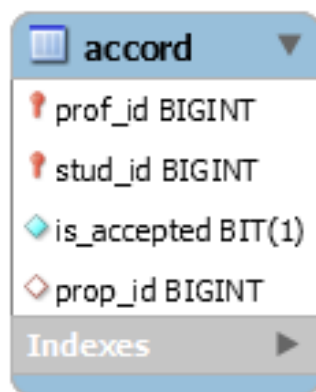 accord
prof_id BIGINT
stud_id BIGINT
is_accepted BIT(1)
prop_id BIGINT
Indexes